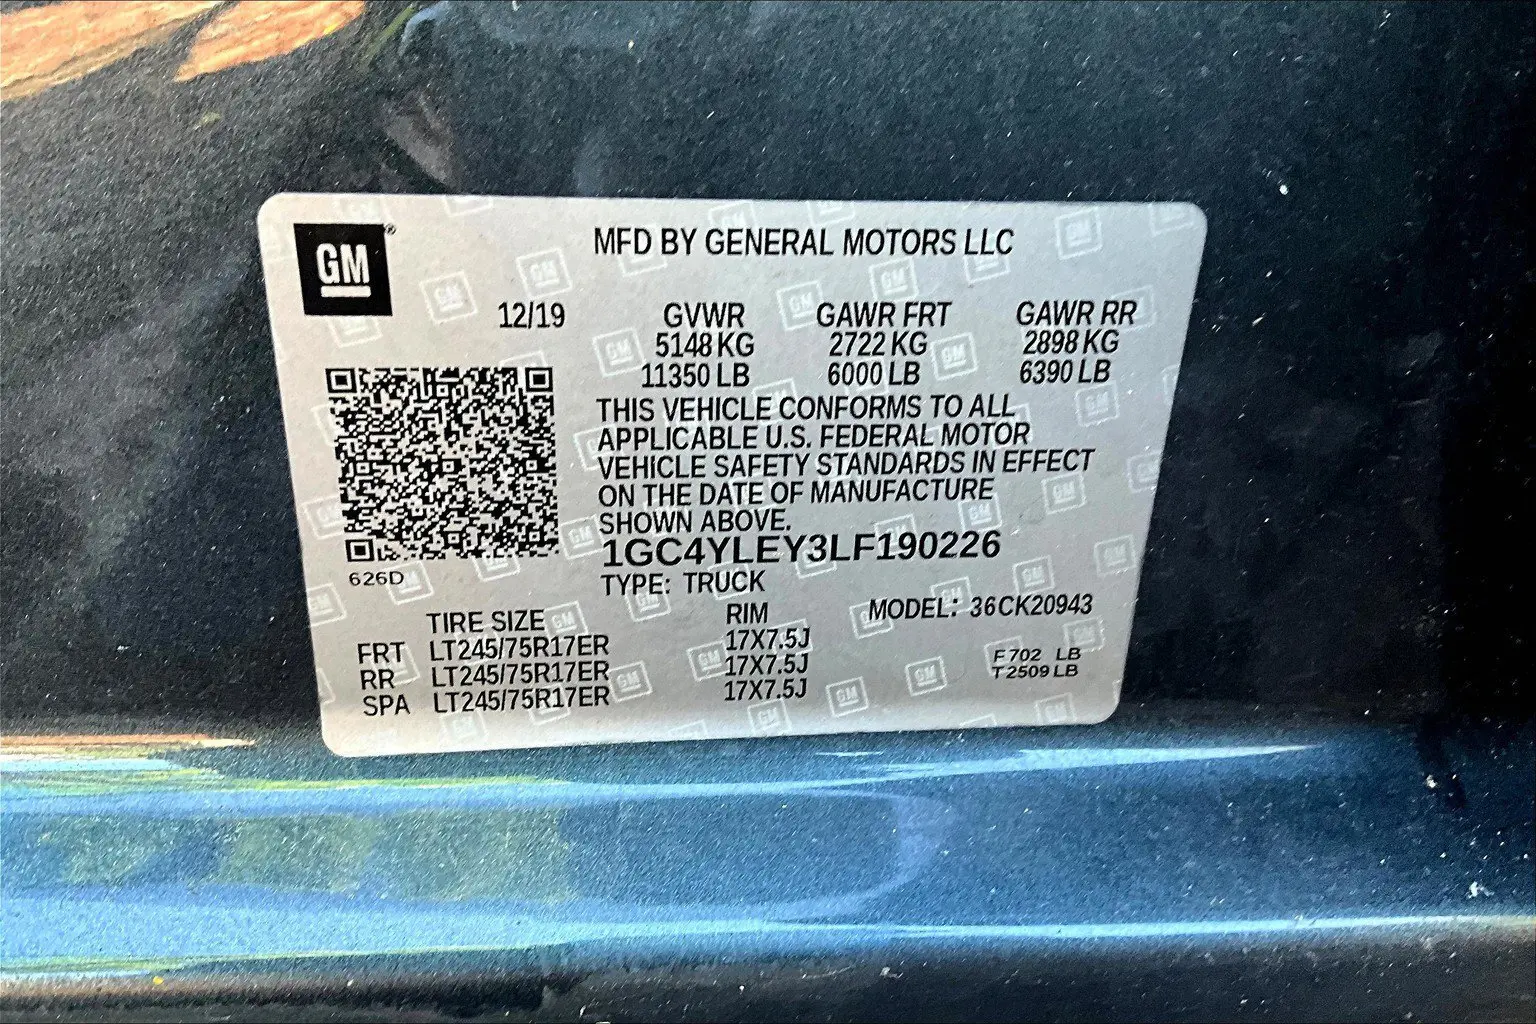 GM®
MFD BY GENERAL MOTORS LLC
12/19 GVWR GAWR FRT GAWR RR
5148 KG 2722 KG 2898 KG
11350 LB 6000 LB 6390 LB
THIS VEHICLE CONFORMS TO ALL
APPLICABLE U.S. FEDERAL MOTOR
VEHICLE SAFETY STANDARDS IN EFFECT
ON THE DATE OF MANUFACTURE
SHOWN ABOVE.
1GC4YLEY3LF190226
626D
TYPE: TRUCK
TIRE SIZE RIM MODEL: 36CK20943
FRT LT245/75R17ER 17X7.5J
RR LT245/75R17ER 17X7.5J
SPA LT245/75R17ER 17X7.5J
F702 LB
T2509 LB